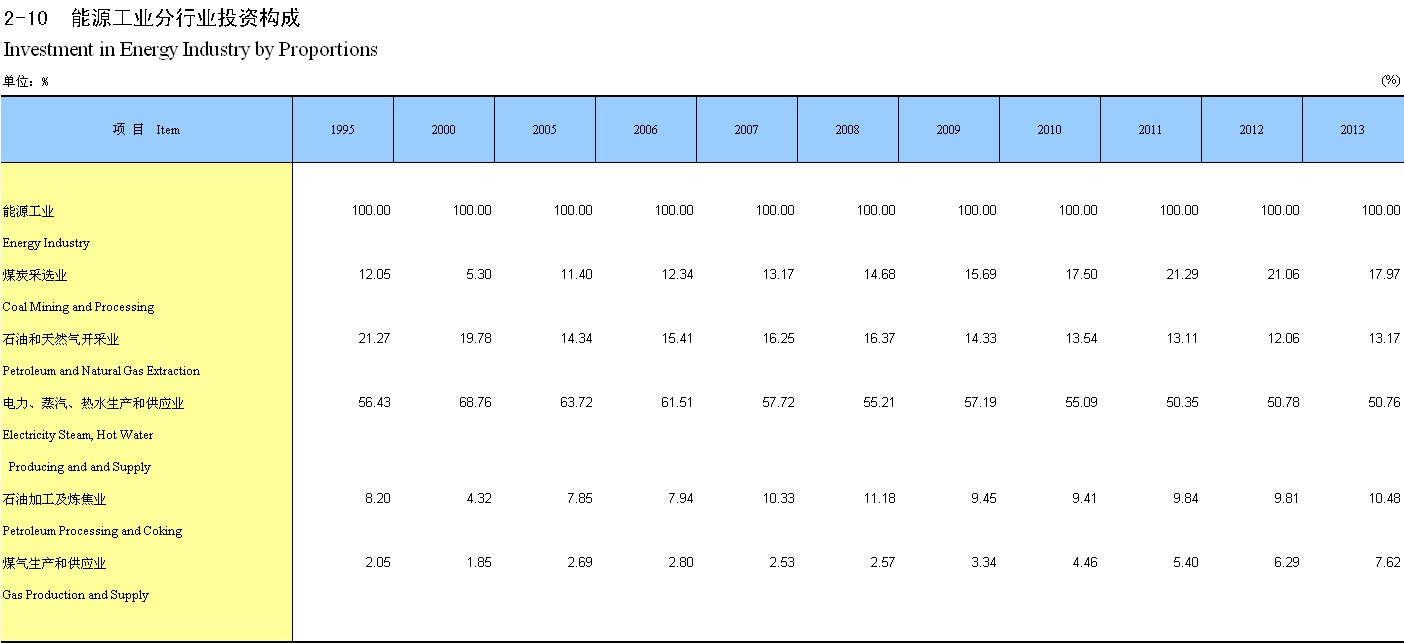 2-10 能源工业分行业投资构成
Investment in Energy Industry by Proportions
单位：% (%)
项 目 Item 1995 2000 2005 2006 2007 2008 2009 2010 2011 2012 2013
能源工业 100.00 100.00 100.00 100.00 100.00 100.00 100.00 100.00 100.00 100.00 100.00
Energy Industry
煤炭采选业 12.05 5.30 11.40 12.34 13.17 14.68 15.69 17.50 21.29 21.06 17.97
Coal Mining and Processing
石油和天然气开采业 21.27 19.78 14.34 15.41 16.25 16.37 14.33 13.54 13.11 12.06 13.17
Petroleum and Natural Gas Extraction
电力、蒸汽、热水生产和供应业 56.43 68.76 63.72 61.51 57.72 55.21 57.19 55.09 50.35 50.78 50.76
Electricity Steam, Hot Water
Producing and and Supply
石油加工及炼焦业 8.20 4.32 7.85 7.94 10.33 11.18 9.45 9.41 9.84 9.81 10.48
Petroleum Processing and Coking
煤气生产和供应业 2.05 1.85 2.69 2.80 2.53 2.57 3.34 4.46 5.40 6.29 7.62
Gas Production and Supply